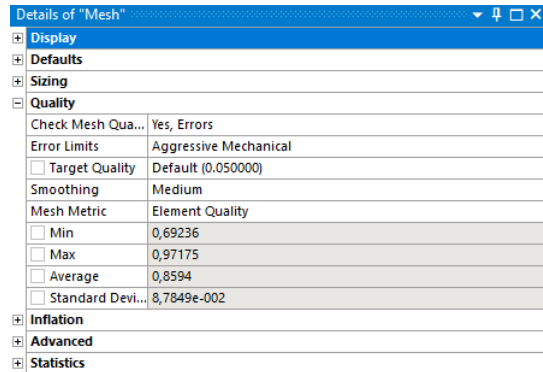 Details of "Mesh"
Display
Defaults
Sizing
Quality
Check Mesh Qua... Yes, Errors
Error Limits Aggressive Mechanical
Target Quality Default (0.050000)
Smoothing Medium
Mesh Metric Element Quality
Min 0,69236
Max 0,97175
Average 0,8594
Standard Devi... 8,7849e-002
Inflation
Advanced
Statistics